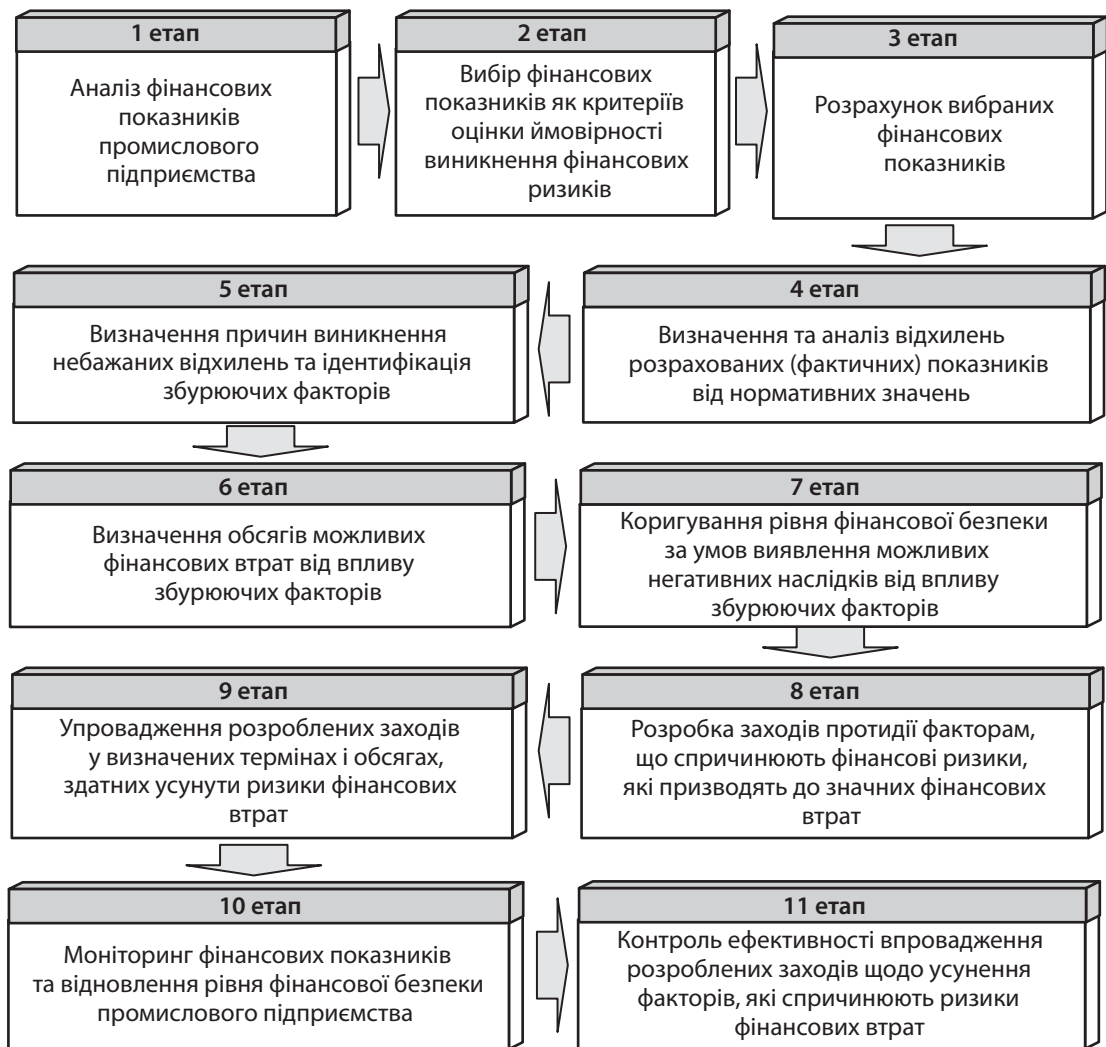 1 етап
Аналіз фінансових
показників
промислового
підприємства
2 етап
Вибір фінансових
показників як критеріїв
оцінки ймовірності
виникнення фінансових
ризиків
3 етап
Розрахунок вибраних
фінансових
показників
4 етап
Визначення та аналіз відхилень
розрахованих (фактичних) показників
від нормативних значень
5 етап
Визначення причин виникнення
небажаних відхилень та ідентифікація
збурюючих факторів
6 етап
Визначення обсягів можливих
фінансових втрат від впливу
збурюючих факторів
7 етап
Коригування рівня фінансової безпеки
за умов виявлення можливих
негативних наслідків від впливу
збурюючих факторів
8 етап
Розробка заходів протидії факторам,
що спричинюють фінансові ризики,
які призводять до значних фінансових
втрат
9 етап
Упровадження розроблених заходів
у визначених термінах і обсягах,
здатних усунути ризики фінансових
втрат
10 етап
Моніторинг фінансових показників
та відновлення рівня фінансової безпеки
промислового підприємства
11 етап
Контроль ефективності впровадження
розроблених заходів щодо усунення
факторів, які спричинюють ризики
фінансових втрат